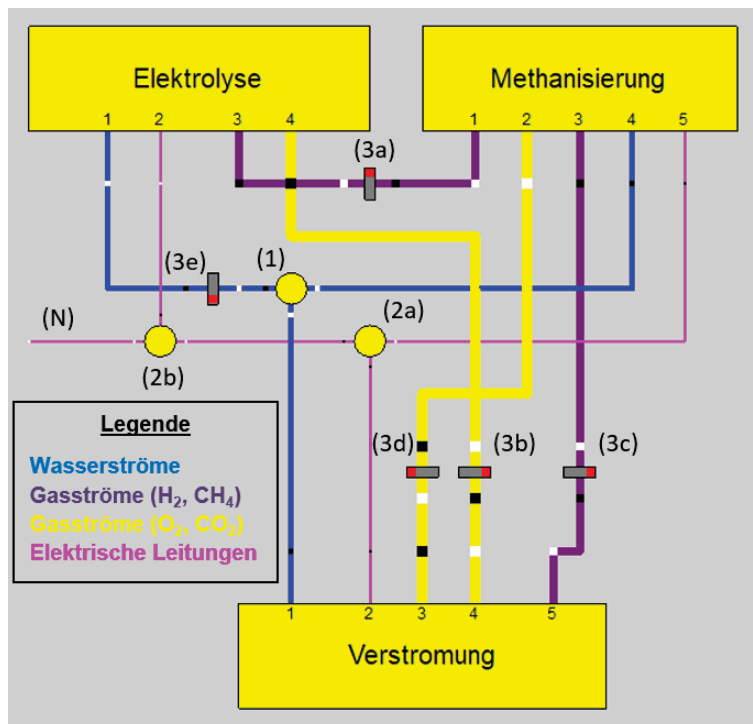 Elektrolyse
Methanisierung
1 2 3 4
1 2 3 4 5
(3a)
(3e) (1)
(N) (2a)
(2b)
Legende
Wasserströme
Gasströme (H₂, CH₄)
Gasströme (O₂, CO₂)
Elektrische Leitungen
(3d) (3b) (3c)
1 2 3 4 5
Verstromung